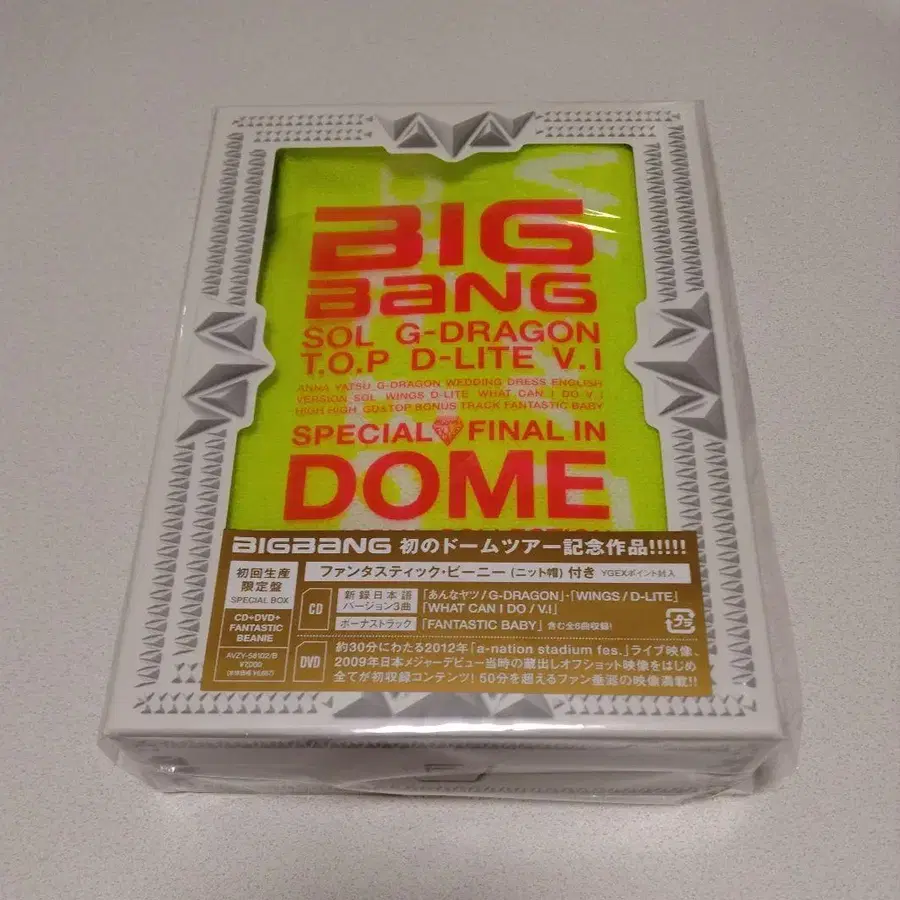 BIG
BANG
SOL G-DRAGON
T.O.P D-LITE V.I
ANNA YATSU G-DRAGON WEDDING DRESS ENGLISH
VERSION SOL WINGS D-LITE WHAT CAN I DO V.I
HIGH HIGH GD&TOP BONUS TRACK FANTASTIC BABY
SPECIAL FINAL IN
DOME
BIGBANG 初のドームツアー記念作品!!!!!
初回生産
限定盤
SPECIAL BOX
CD+DVD+
FANTASTIC
BEANIE
AVZY-58102/B
¥7,000
ファンタスティック・ビーニー (ニット帽) 付き YGEXポイント封入
CD
新録日本語
バージョン3曲
「あんなヤツ/G-DRAGON」・「WINGS/D-LITE」
「WHAT CAN I DO/V.I」
ボーナストラック
「FANTASTIC BABY」含む全6曲収録!
プラ
DVD
約30分にわたる2012年「a-nation stadium fes.」ライブ映像、
2009年日本メジャーデビュー当時の蔵出しオフショット映像をはじめ
全てが初収録コンテンツ! 50分を超えるファン垂涎の映像満載!!